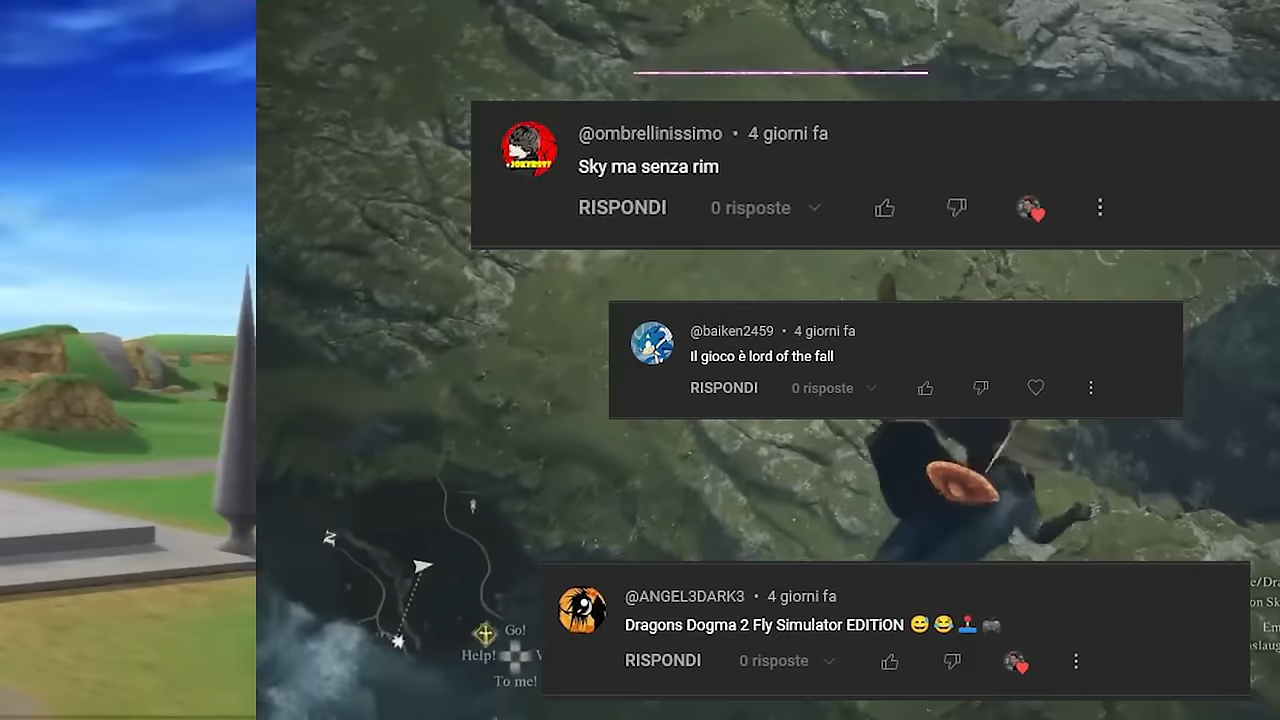 @ombrellinissimo • 4 giorni fa
Sky ma senza rim
RISPONDI 0 risposte
@baiken2459 • 4 giorni fa
Il gioco è lord of the fall
RISPONDI 0 risposte
@ANGEL3DARK3 • 4 giorni fa
Dragons Dogma 2 Fly Simulator EDITiON 😅 😂 🕹️ 🎮
RISPONDI 0 risposte
N
Go!
Help!
To me!